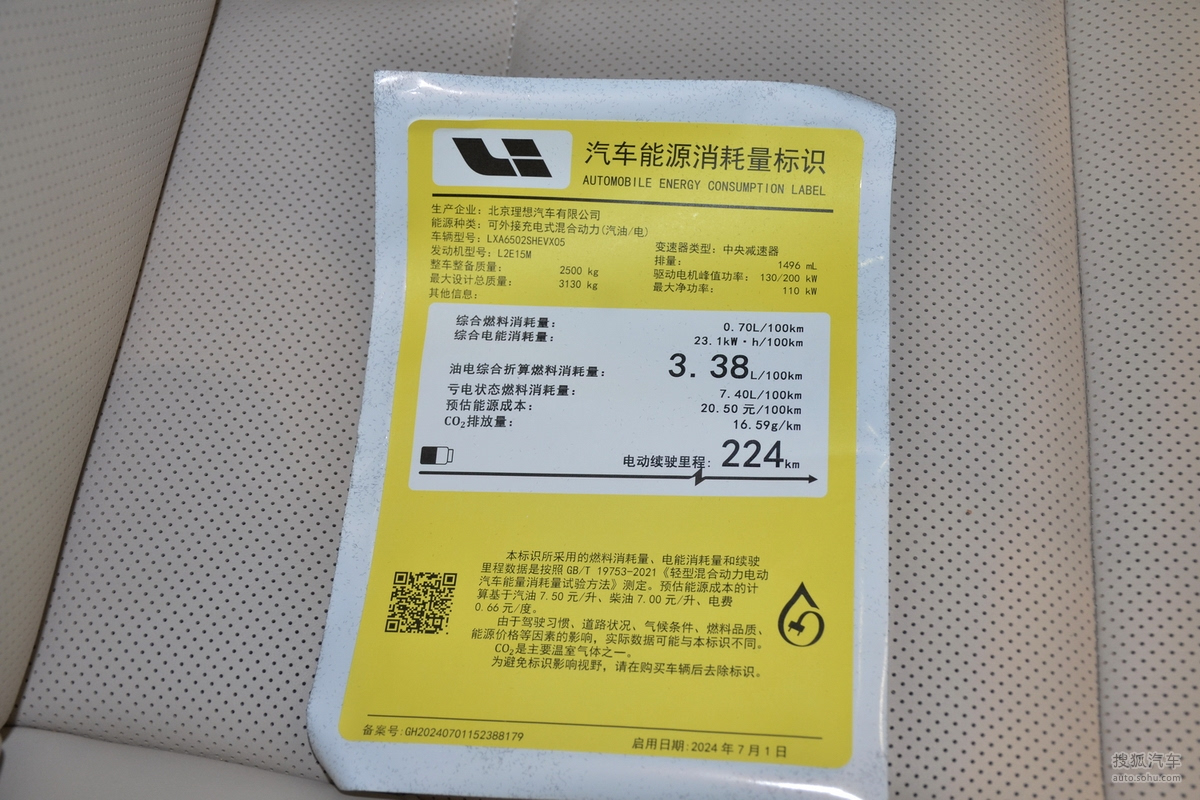 汽车能源消耗量标识
AUTOMOBILE ENERGY CONSUMPTION LABEL
生产企业: 北京理想汽车有限公司
能源种类: 可外接充电式混合动力(汽油/电)
车辆型号: LXA6502SHEVX05
发动机型号: L2E15M
变速器类型: 中央减速器
整车整备质量: 2500 kg
排量: 1496 mL
最大设计总质量: 3130 kg
驱动电机峰值功率: 130/200 kW
其他信息:
最大净功率: 110 kW
综合燃料消耗量: 0.70L/100km
综合电能消耗量: 23.1kW·h/100km
油电综合折算燃料消耗量: 3.38L/100km
亏电状态燃料消耗量: 7.40L/100km
预估能源成本: 20.50 元/100km
CO₂排放量: 16.59g/km
电动续驶里程: 224km
本标识所采用的燃料消耗量、电能消耗量和续驶
里程数据是按照 GB/T 19753-2021《轻型混合动力电动
汽车能量消耗量试验方法》测定。预估能源成本的计
算基于汽油 7.50 元/升、柴油 7.00 元/升、电费
0.66 元/度。
由于驾驶习惯、道路状况、气候条件、燃料品质、
能源价格等因素的影响，实际数据可能与本标识不同。
CO₂是主要温室气体之一。
为避免标识影响视野，请在购买车辆后去除标识。
备案号:GH20240701152388179
启用日期:2024 年 7 月 1 日
搜狐汽车
auto.sohu.com